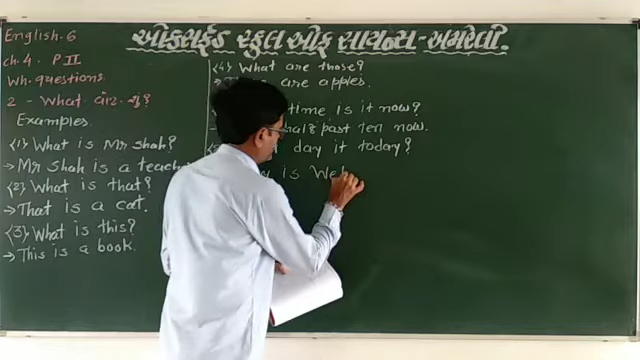 ઓક્સફર્ડ સ્કુલ ઓફ સાયન્સ-અમરેલી.
English-6
ch.4. P II
Wh. questions
2 - What
Examples.
(1) What is Mr shah?
→ Mr shah is a teach
(2) What is that?
→ That is a cat.
(3) What is this?
→ This is a book.
(4) What are those?
are apples.
time is it now?
past Ten now.
day it today?
is We